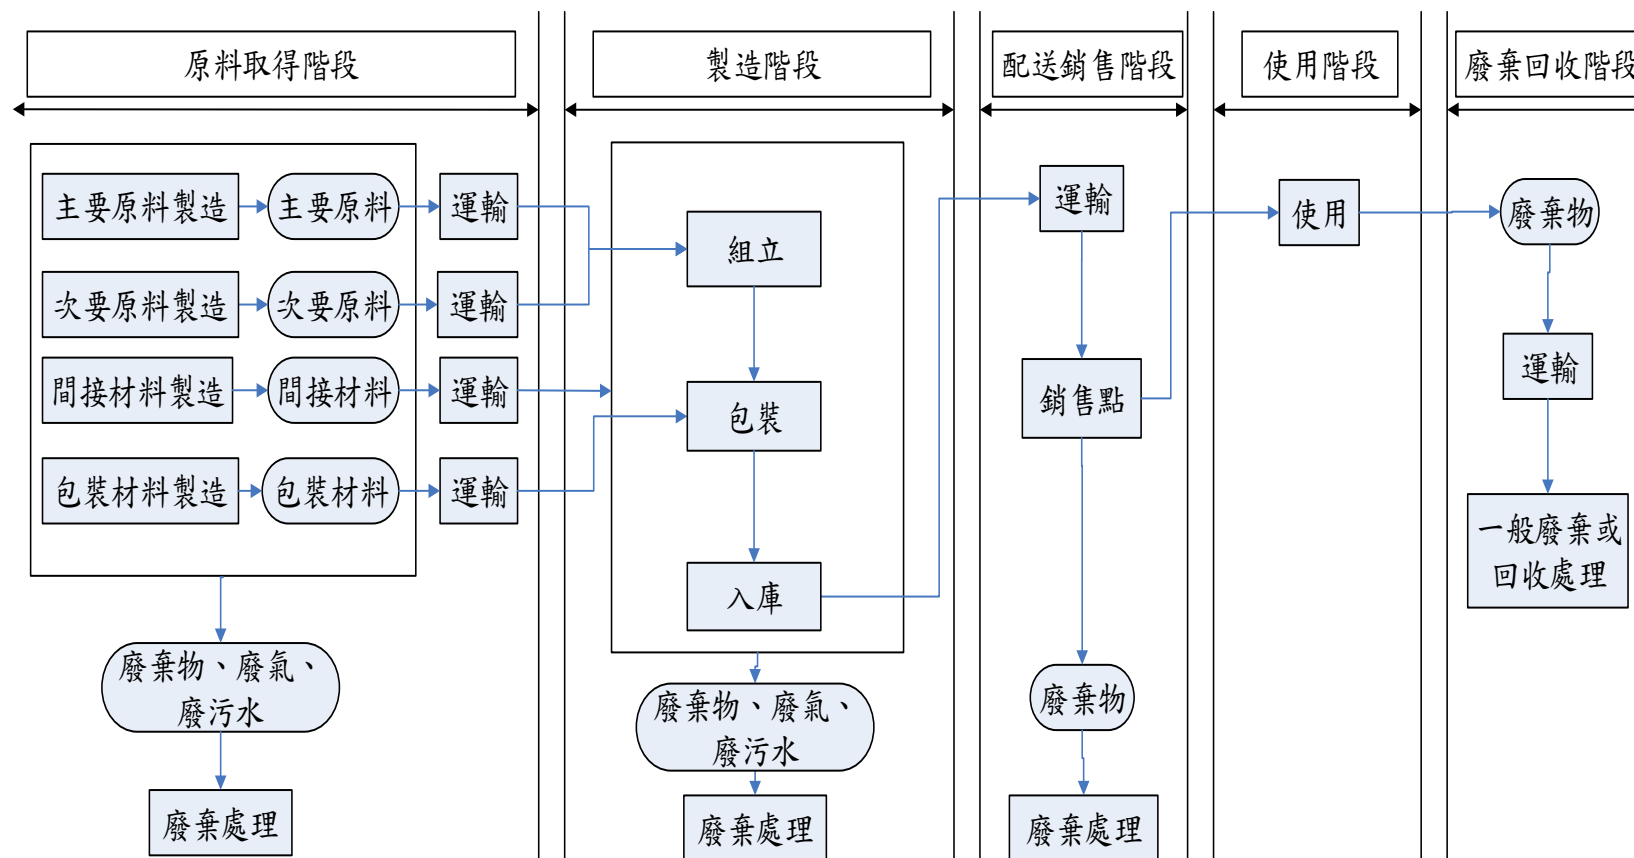 原料取得階段
製造階段
配送銷售階段
使用階段
廢棄回收階段
主要原料製造
主要原料
運輸
次要原料製造
次要原料
運輸
間接材料製造
間接材料
運輸
包裝材料製造
包裝材料
運輸
廢棄物、廢氣、
廢污水
廢棄處理
組立
包裝
入庫
廢棄物、廢氣、
廢污水
廢棄處理
運輸
銷售點
廢棄物
廢棄處理
使用
廢棄物
運輸
一般廢棄或
回收處理